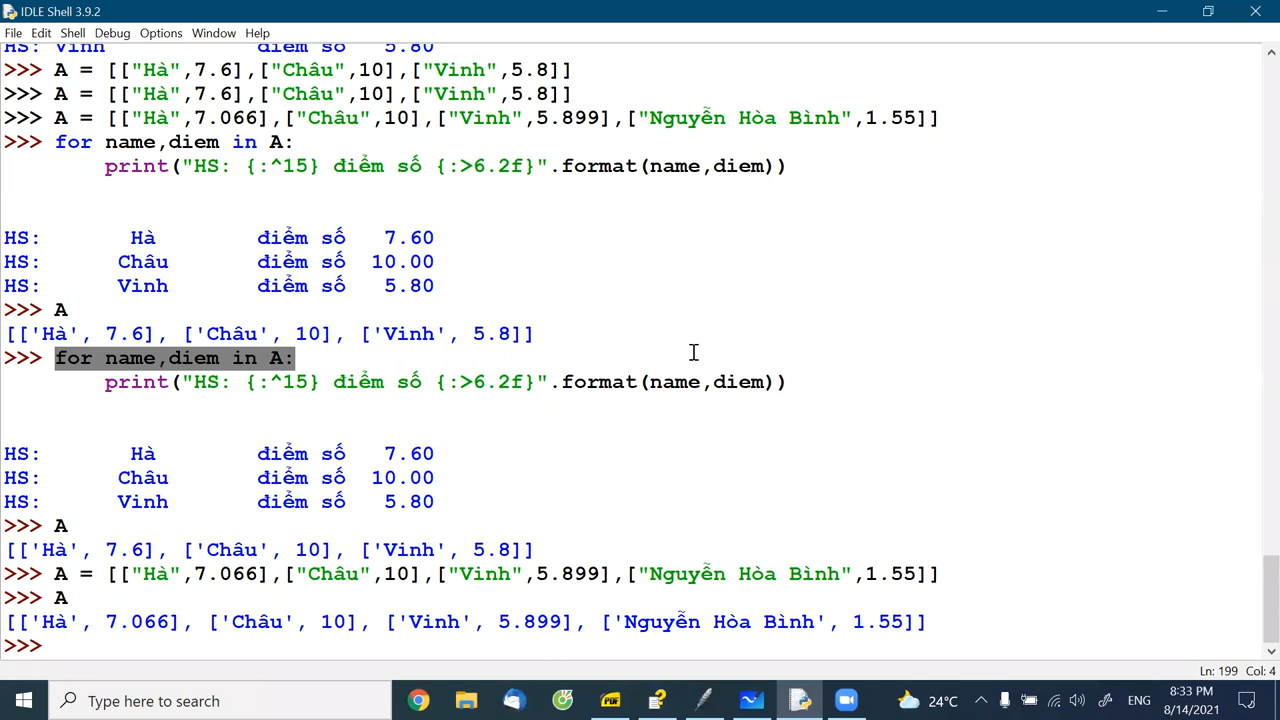 IDLE Shell 3.9.2
File Edit Shell Debug Options Window Help
HS: Vinh điểm số 5.80
>>> A = [["Hà",7.6],["Châu",10],["Vinh",5.8]]
>>> A = [["Hà",7.6],["Châu",10],["Vinh",5.8]]
>>> A = [["Hà",7.066],["Châu",10],["Vinh",5.899],["Nguyễn Hòa Bình",1.55]]
>>> for name,diem in A:
print("HS: {:^15} điểm số {:>6.2f}".format(name,diem))
HS: Hà điểm số 7.60
HS: Châu điểm số 10.00
HS: Vinh điểm số 5.80
>>> A
[['Hà', 7.6], ['Châu', 10], ['Vinh', 5.8]]
>>> for name,diem in A:
print("HS: {:^15} điểm số {:>6.2f}".format(name,diem))
HS: Hà điểm số 7.60
HS: Châu điểm số 10.00
HS: Vinh điểm số 5.80
>>> A
[['Hà', 7.6], ['Châu', 10], ['Vinh', 5.8]]
>>> A = [["Hà",7.066],["Châu",10],["Vinh",5.899],["Nguyễn Hòa Bình",1.55]]
>>> A
[['Hà', 7.066], ['Châu', 10], ['Vinh', 5.899], ['Nguyễn Hòa Bình', 1.55]]
>>>
Ln: 199 Col: 4
Type here to search
PDF
24°C
ENG
8:33 PM
8/14/2021